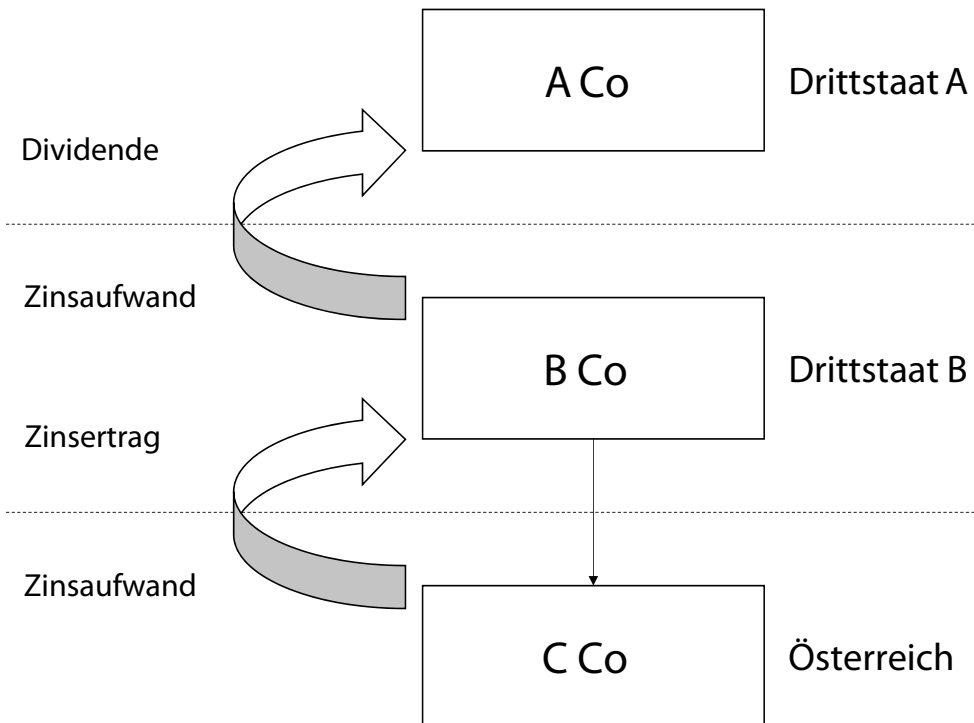 A Co
Drittstaat A
Dividende
Zinsaufwand
B Co
Drittstaat B
Zinsertrag
Zinsaufwand
C Co
Österreich